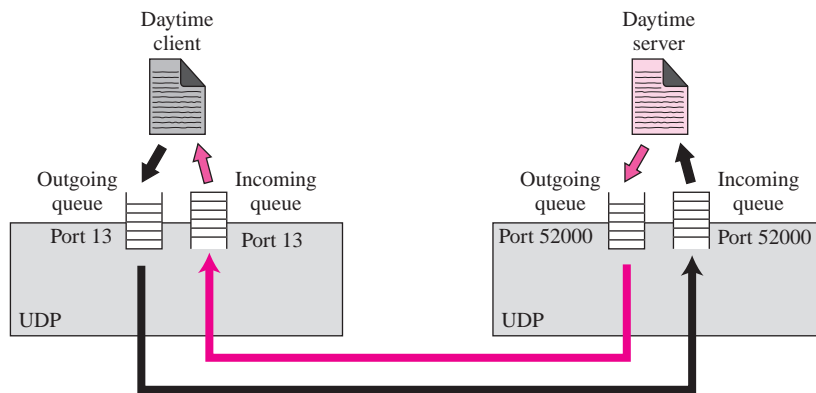 Daytime
client
Daytime
server
Outgoing
queue
Incoming
queue
Outgoing
queue
Incoming
queue
Port 13
Port 13
Port 52000
Port 52000
UDP
UDP